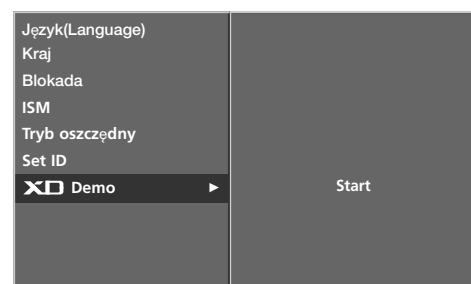 Język(Language)
Kraj
Blokada
ISM
Tryb oszczędny
Set ID
XD Demo ►
Start